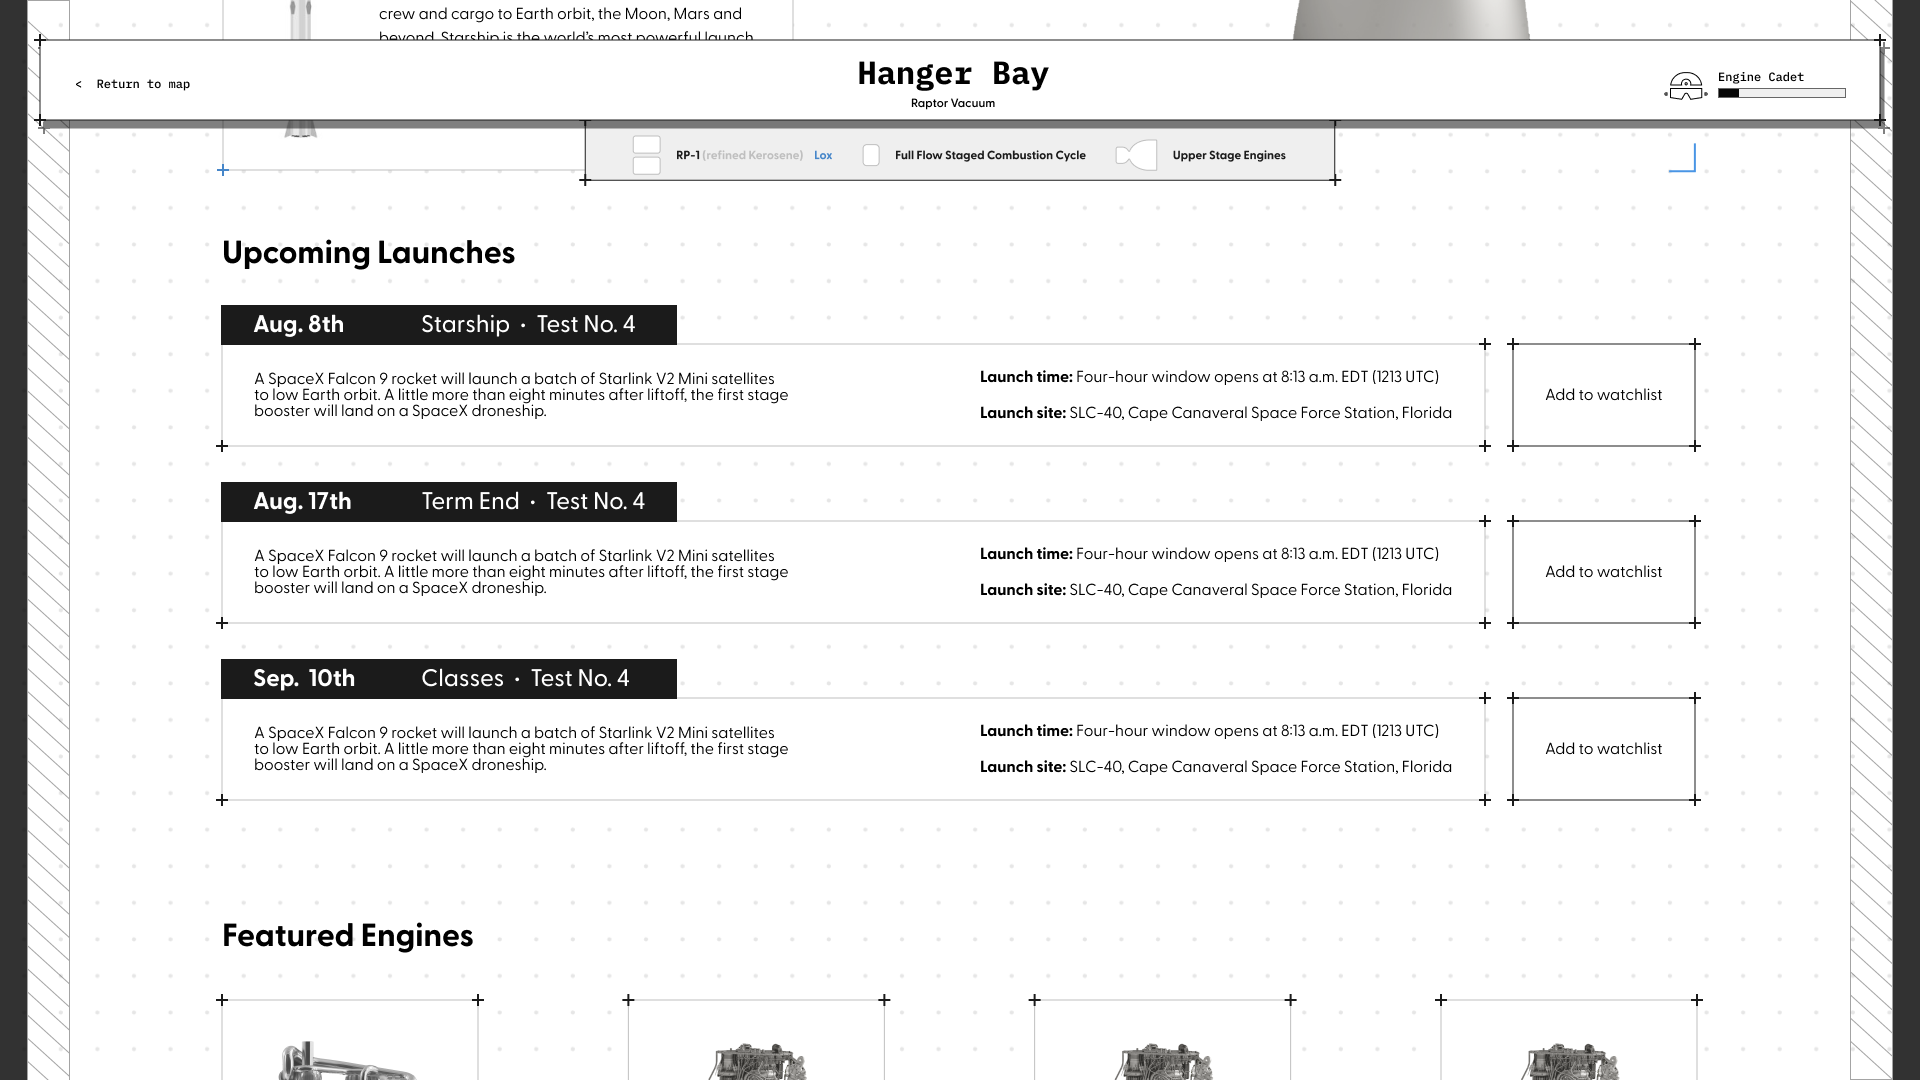 crew and cargo to Earth orbit, the Moon, Mars and
beyond. Starship is the world's most powerful launch
< Return to map
Hanger Bay
Raptor Vacuum
Engine Cadet
RP-1 (refined Kerosene) Lox
Full Flow Staged Combustion Cycle
Upper Stage Engines
Upcoming Launches
Aug. 8th Starship · Test No. 4
A SpaceX Falcon 9 rocket will launch a batch of Starlink V2 Mini satellites
to low Earth orbit. A little more than eight minutes after liftoff, the first stage
booster will land on a SpaceX droneship.
Launch time: Four-hour window opens at 8:13 a.m. EDT (1213 UTC)
Launch site: SLC-40, Cape Canaveral Space Force Station, Florida
Add to watchlist
Aug. 17th Term End · Test No. 4
A SpaceX Falcon 9 rocket will launch a batch of Starlink V2 Mini satellites
to low Earth orbit. A little more than eight minutes after liftoff, the first stage
booster will land on a SpaceX droneship.
Launch time: Four-hour window opens at 8:13 a.m. EDT (1213 UTC)
Launch site: SLC-40, Cape Canaveral Space Force Station, Florida
Add to watchlist
Sep. 10th Classes · Test No. 4
A SpaceX Falcon 9 rocket will launch a batch of Starlink V2 Mini satellites
to low Earth orbit. A little more than eight minutes after liftoff, the first stage
booster will land on a SpaceX droneship.
Launch time: Four-hour window opens at 8:13 a.m. EDT (1213 UTC)
Launch site: SLC-40, Cape Canaveral Space Force Station, Florida
Add to watchlist
Featured Engines